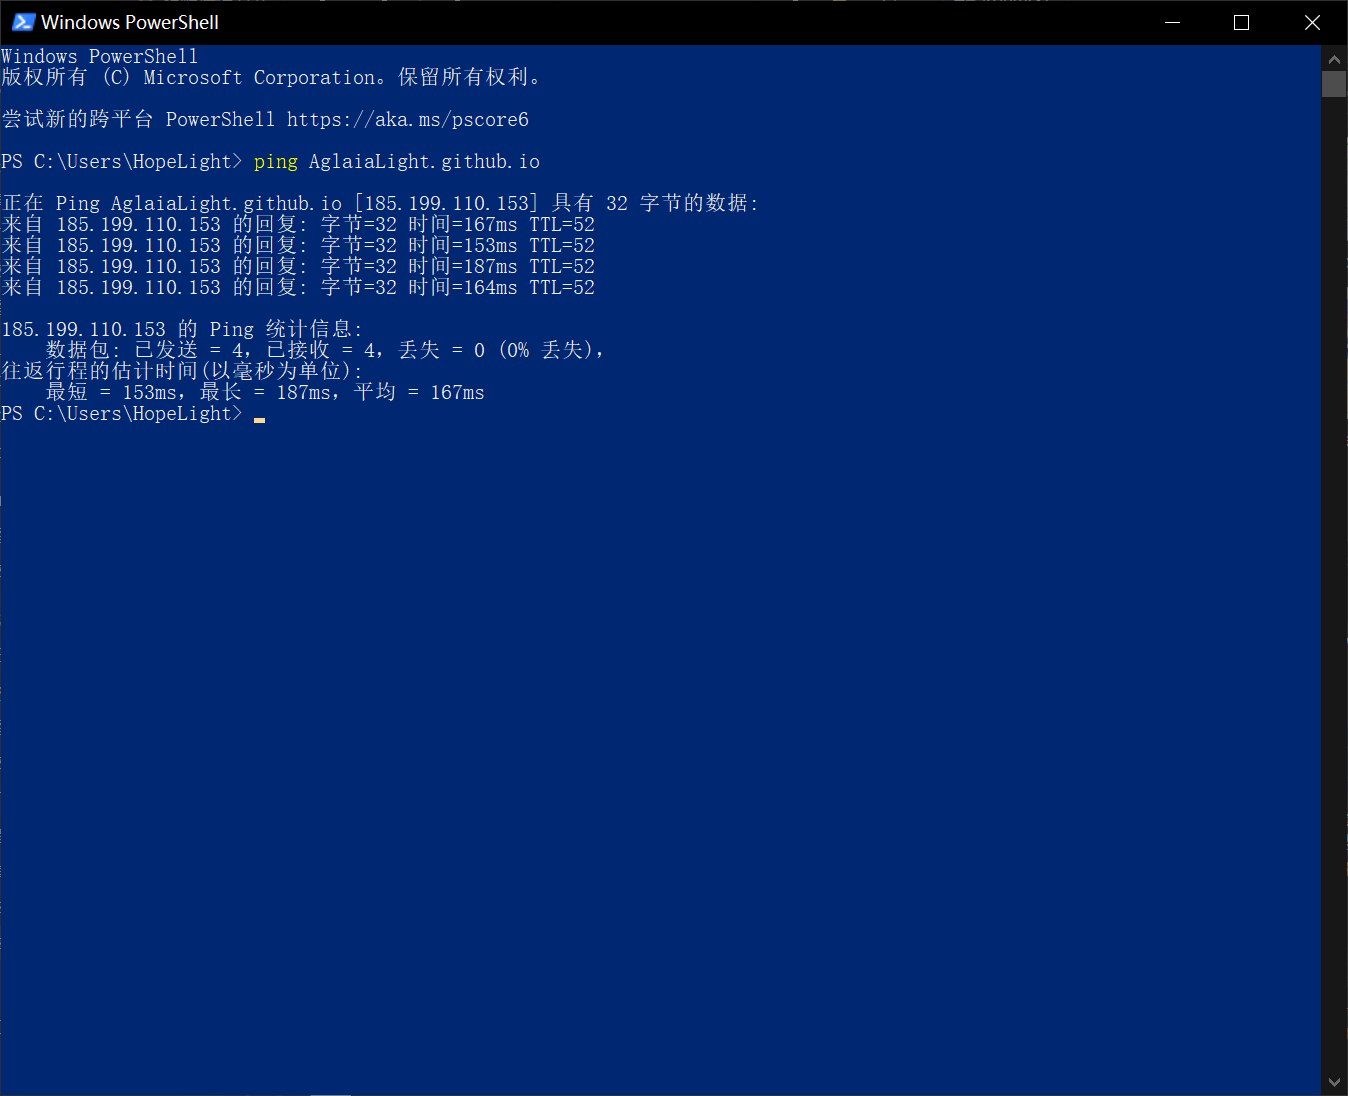 Windows PowerShell
Windows PowerShell
版权所有 (C) Microsoft Corporation。保留所有权利。
尝试新的跨平台 PowerShell https://aka.ms/pscore6
PS C:\Users\HopeLight> ping AglaiaLight.github.io
正在 Ping AglaiaLight.github.io [185.199.110.153] 具有 32 字节的数据:
来自 185.199.110.153 的回复: 字节=32 时间=167ms TTL=52
来自 185.199.110.153 的回复: 字节=32 时间=153ms TTL=52
来自 185.199.110.153 的回复: 字节=32 时间=187ms TTL=52
来自 185.199.110.153 的回复: 字节=32 时间=164ms TTL=52
185.199.110.153 的 Ping 统计信息:
数据包: 已发送 = 4，已接收 = 4，丢失 = 0 (0% 丢失)，
往返行程的估计时间(以毫秒为单位):
最短 = 153ms，最长 = 187ms，平均 = 167ms
PS C:\Users\HopeLight>